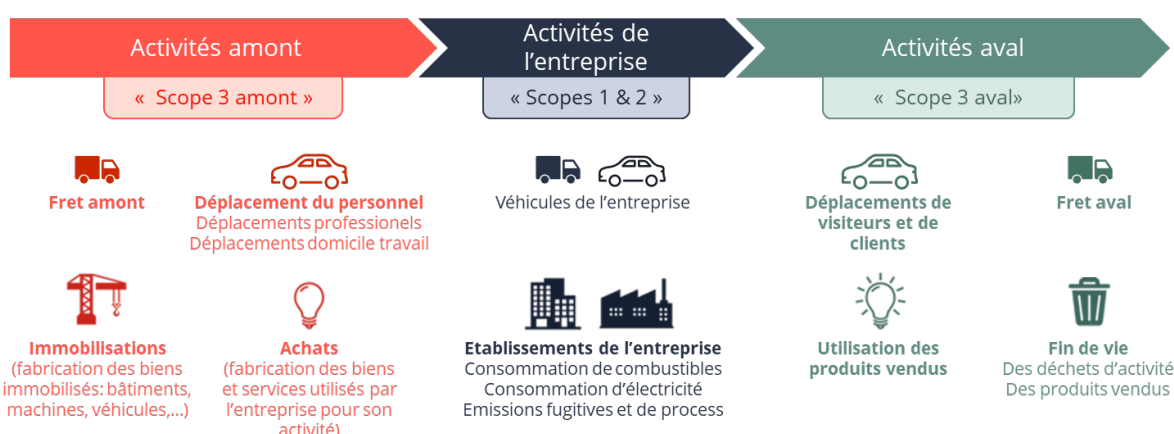 Activités amont
Activités de
l'entreprise
Activités aval
« Scope 3 amont »
« Scopes 1 & 2 »
« Scope 3 aval»
Fret amont
Déplacement du personnel
Déplacements professionels
Déplacements domicile travail
Véhicules de l'entreprise
Déplacements de
visiteurs et de
clients
Fret aval
Immobilisations
(fabrication des biens
immobilisés: bâtiments,
machines, véhicules,...)
Achats
(fabrication des biens
et services utilisés par
l'entreprise pour son
activité)
Etablissements de l'entreprise
Consommation de combustibles
Consommation d'électricité
Emissions fugitives et de process
Utilisation des
produits vendus
Fin de vie
Des déchets d'activité
Des produits vendus